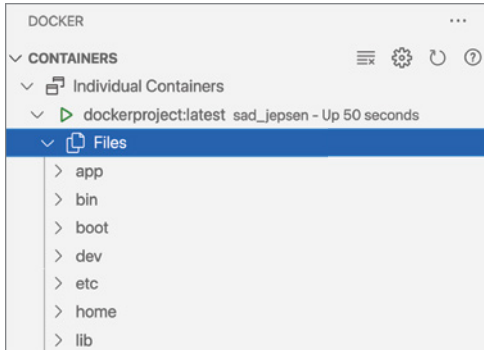 DOCKER
CONTAINERS
Individual Containers
dockerproject:latest sad_jepsen - Up 50 seconds
Files
app
bin
boot
dev
etc
home
lib